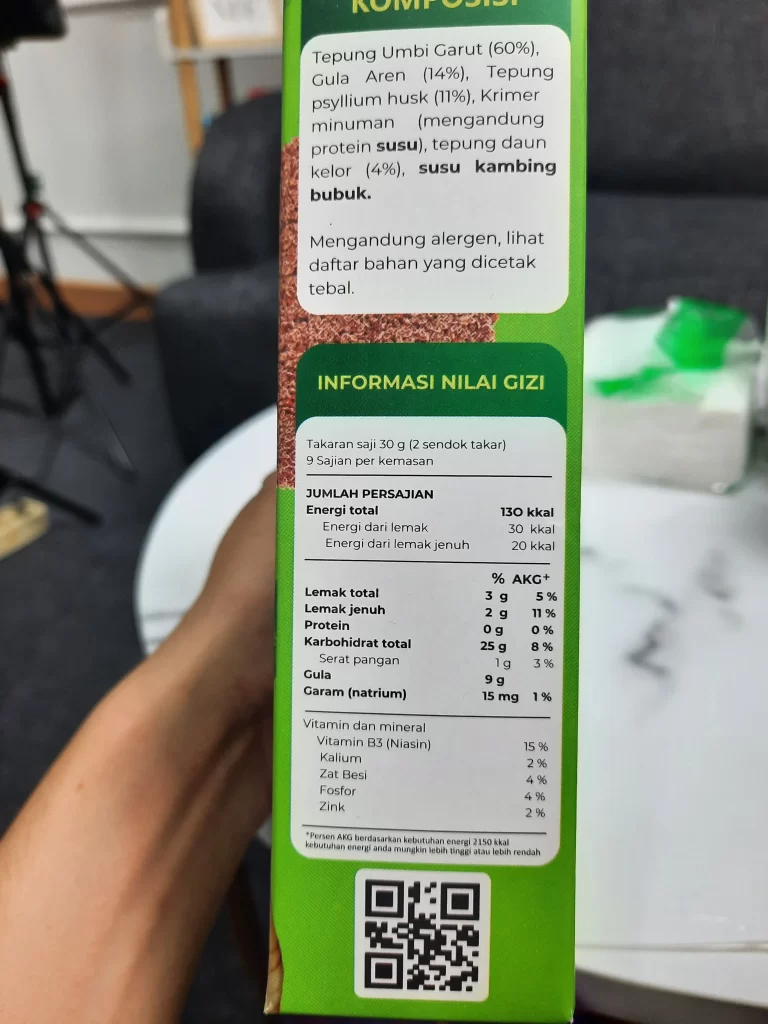 KOMPOSISI
Tepung Umbi Garut (60%),
Gula Aren (14%), Tepung
psyllium husk (11%), Krimer
minuman (mengandung
protein susu), tepung daun
kelor (4%), susu kambing
bubuk.
Mengandung alergen, lihat
daftar bahan yang dicetak
tebal.
INFORMASI NILAI GIZI
Takaran saji 30 g (2 sendok takar)
9 Sajian per kemasan
JUMLAH PERSAJIAN
Energi total 130 kkal
Energi dari lemak 30 kkal
Energi dari lemak jenuh 20 kkal
% AKG+
Lemak total 3 g 5 %
Lemak jenuh 2 g 11 %
Protein 0 g 0 %
Karbohidrat total 25 g 8 %
Serat pangan 1 g 3 %
Gula 9 g
Garam (natrium) 15 mg 1 %
Vitamin dan mineral
Vitamin B3 (Niasin) 15 %
Kalium 2 %
Zat Besi 4 %
Fosfor 4 %
Zink 2 %
*Persen AKG berdasarkan kebutuhan energi 2150 kkal
kebutuhan energi anda mungkin lebih tinggi atau lebih rendah